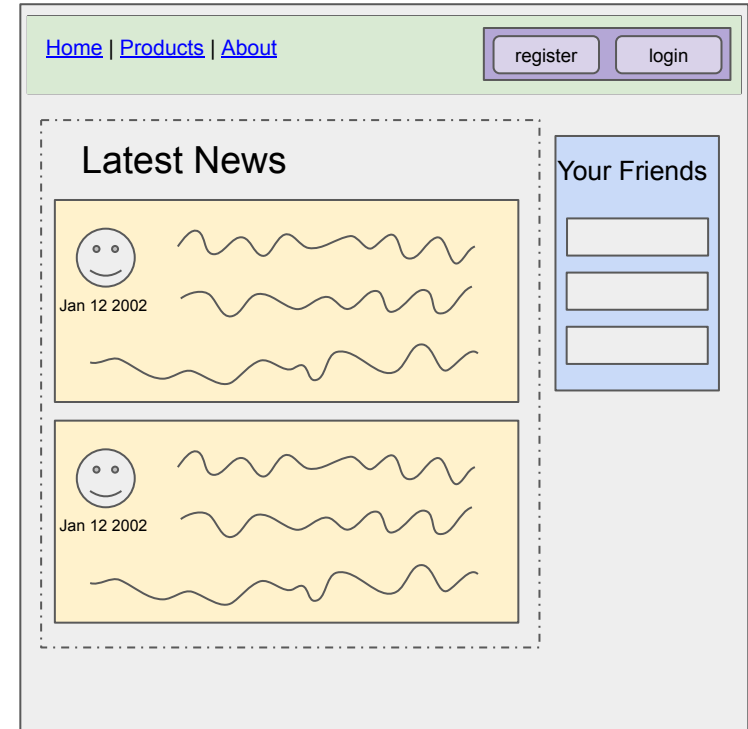 Home | Products | About
register
login
Latest News
Your Friends
Jan 12 2002
Jan 12 2002